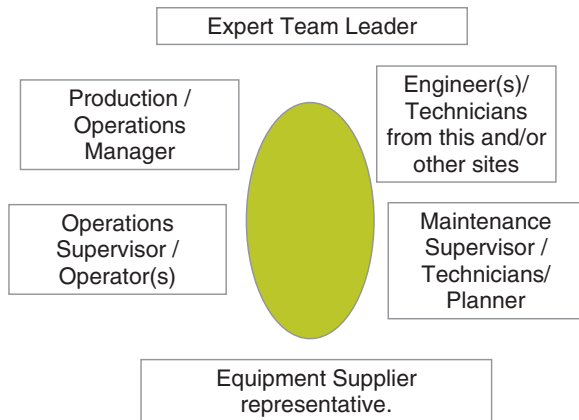 Expert Team Leader
Production /
Operations
Manager
Engineer(s)/
Technicians
from this and/or
other sites
Operations
Supervisor /
Operator(s)
Maintenance
Supervisor /
Technicians/
Planner
Equipment Supplier
representative.